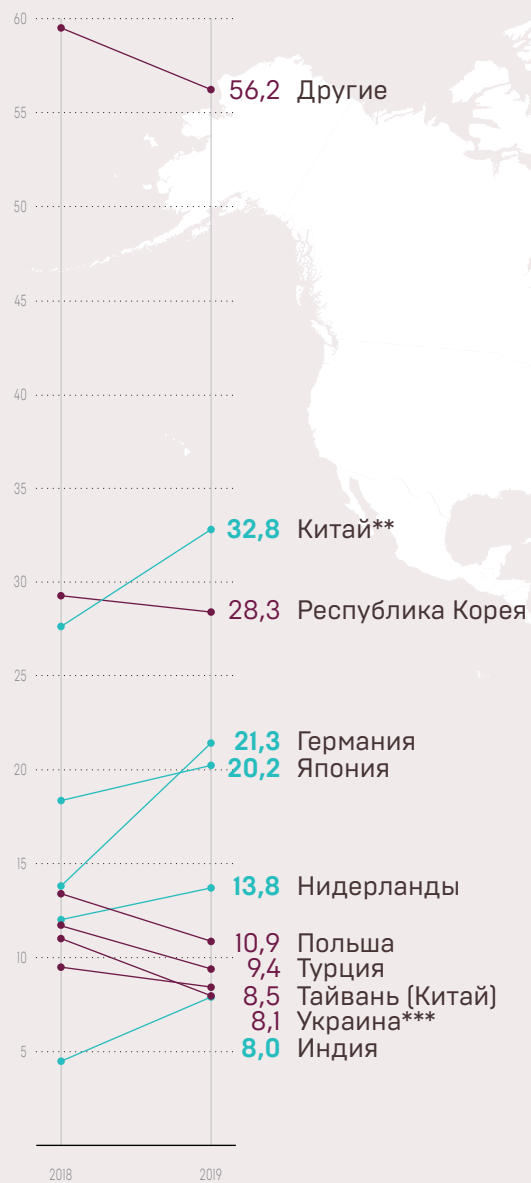 60
56,2 Другие
55
50
45
40
35
32,8 Китай**
30
28,3 Республика Корея
25
21,3 Германия
20
20,2 Япония
15
13,8 Нидерланды
10,9 Польша
10
9,4 Турция
8,5 Тайвань (Китай)
8,1 Украина***
5
8,0 Индия
2018 2019